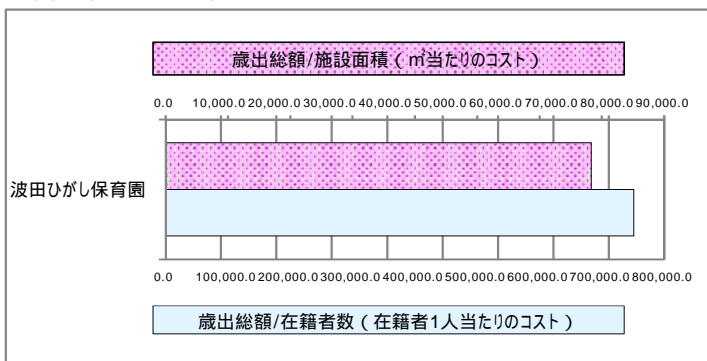 歳出総額/施設面積（㎡当たりのコスト）
0.0 10,000.0 20,000.0 30,000.0 40,000.0 50,000.0 60,000.0 70,000.0 80,000.0 90,000.0
波田ひがし保育園
0.0 100,000.0 200,000.0 300,000.0 400,000.0 500,000.0 600,000.0 700,000.0 800,000.0
歳出総額/在籍者数（在籍者1人当たりのコスト）